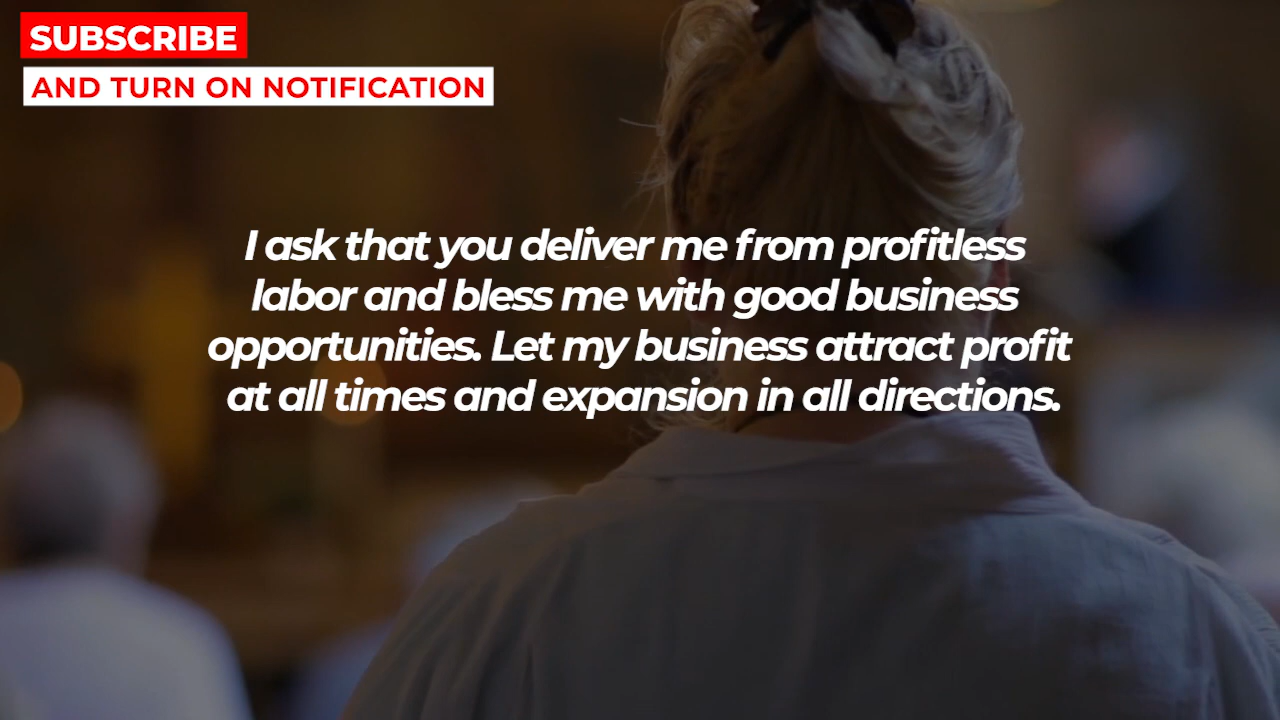 SUBSCRIBE
AND TURN ON NOTIFICATION
I ask that you deliver me from profitless
labor and bless me with good business
opportunities. Let my business attract profit
at all times and expansion in all directions.